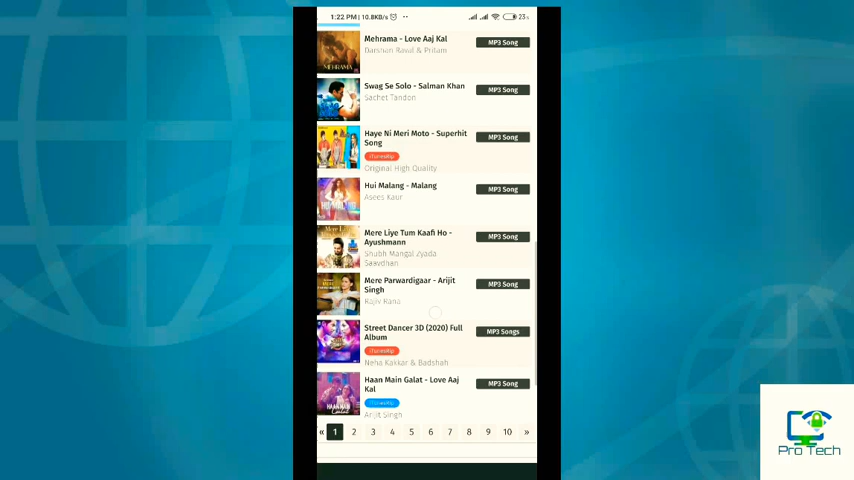 1:22 PM | 10.8KB/s
23
Mehrama - Love Aaj Kal
Darshan Raval & Pritam
MP3 Song
MEHRAMA
Swag Se Solo - Salman Khan
Sachet Tandon
MP3 Song
Haye Ni Meri Moto - Superhit
Song
iTunesRip
Original High Quality
MP3 Song
Hui Malang - Malang
Asees Kaur
MP3 Song
Mere Liye Tum Kaafi Ho -
Ayushmann
Shubh Mangal Zyada
Saavdhan
MP3 Song
Mere Parwardigaar - Arijit
Singh
Rajiv Rana
MP3 Song
Street Dancer 3D (2020) Full
Album
iTunesRip
Neha Kakkar & Badshah
MP3 Songs
Haan Main Galat - Love Aaj
Kal
iTunesRip
Arijit Singh
MP3 Song
« 1 2 3 4 5 6 7 8 9 10 »
Pro Tech